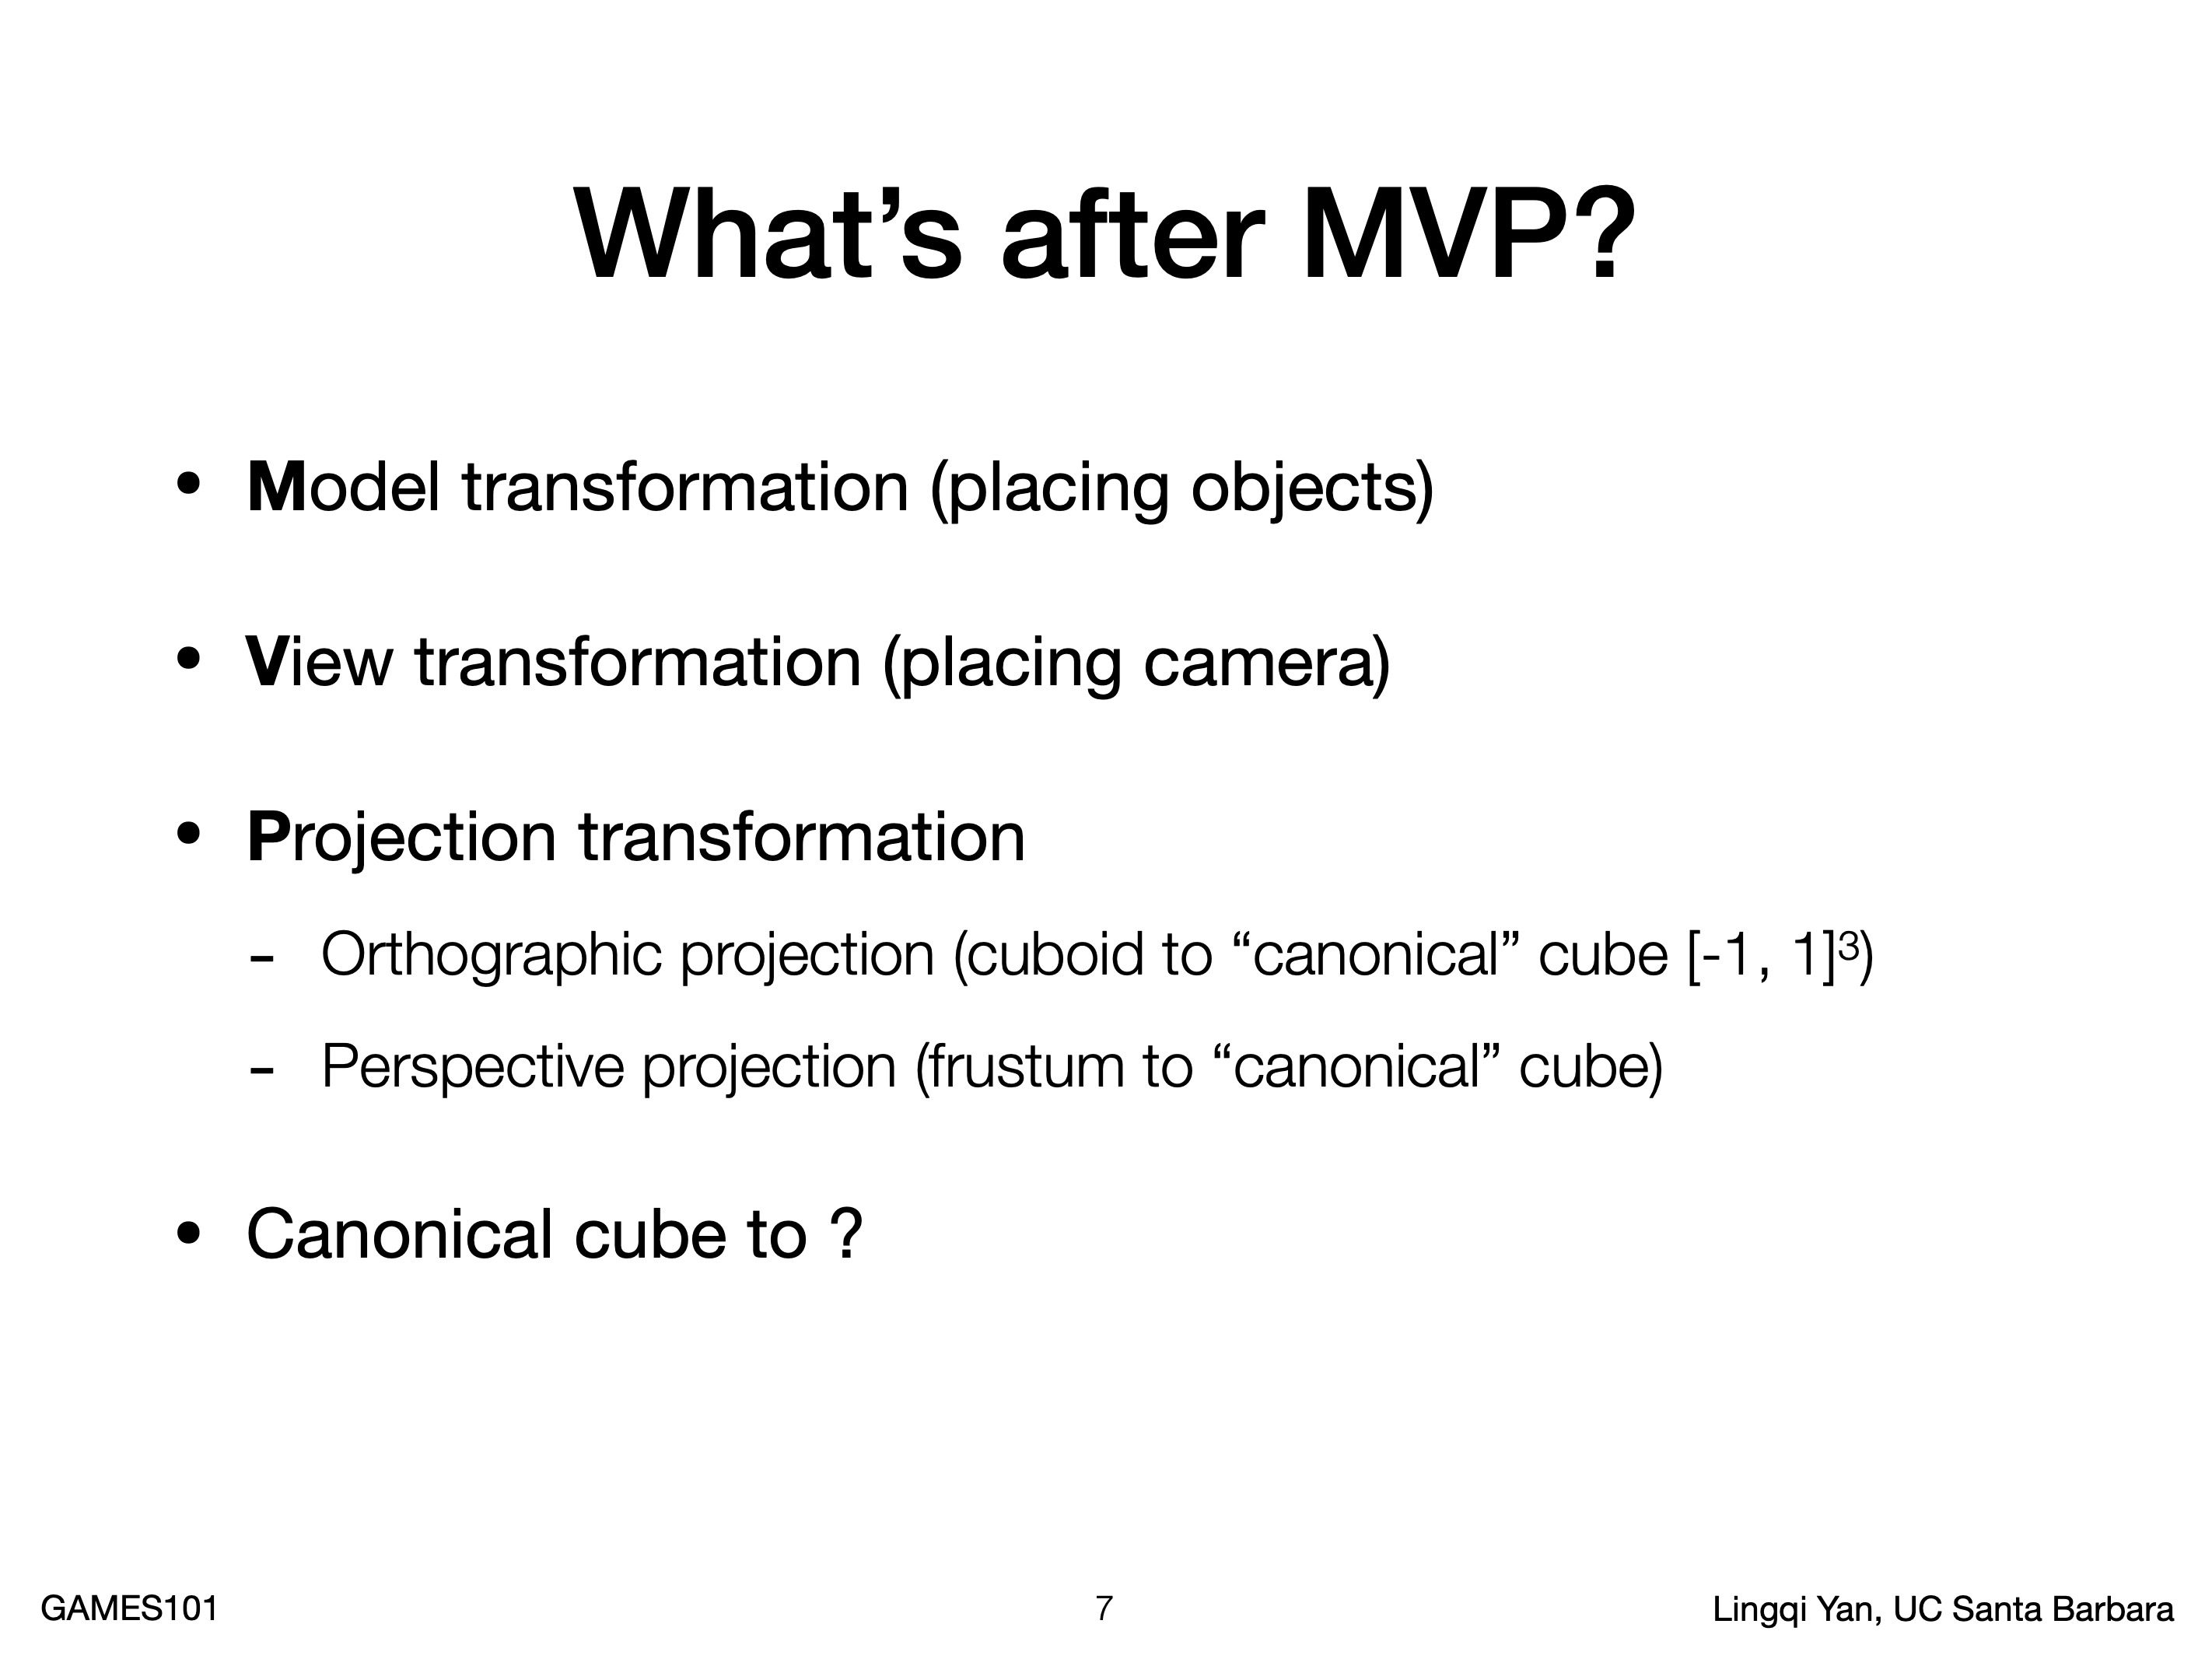 What’s after MVP?
• Model transformation (placing objects)
• View transformation (placing camera)
• Projection transformation
- Orthographic projection (cuboid to “canonical” cube [-1, 1]³)
- Perspective projection (frustum to “canonical” cube)
• Canonical cube to ?
GAMES101
7
Lingqi Yan, UC Santa Barbara